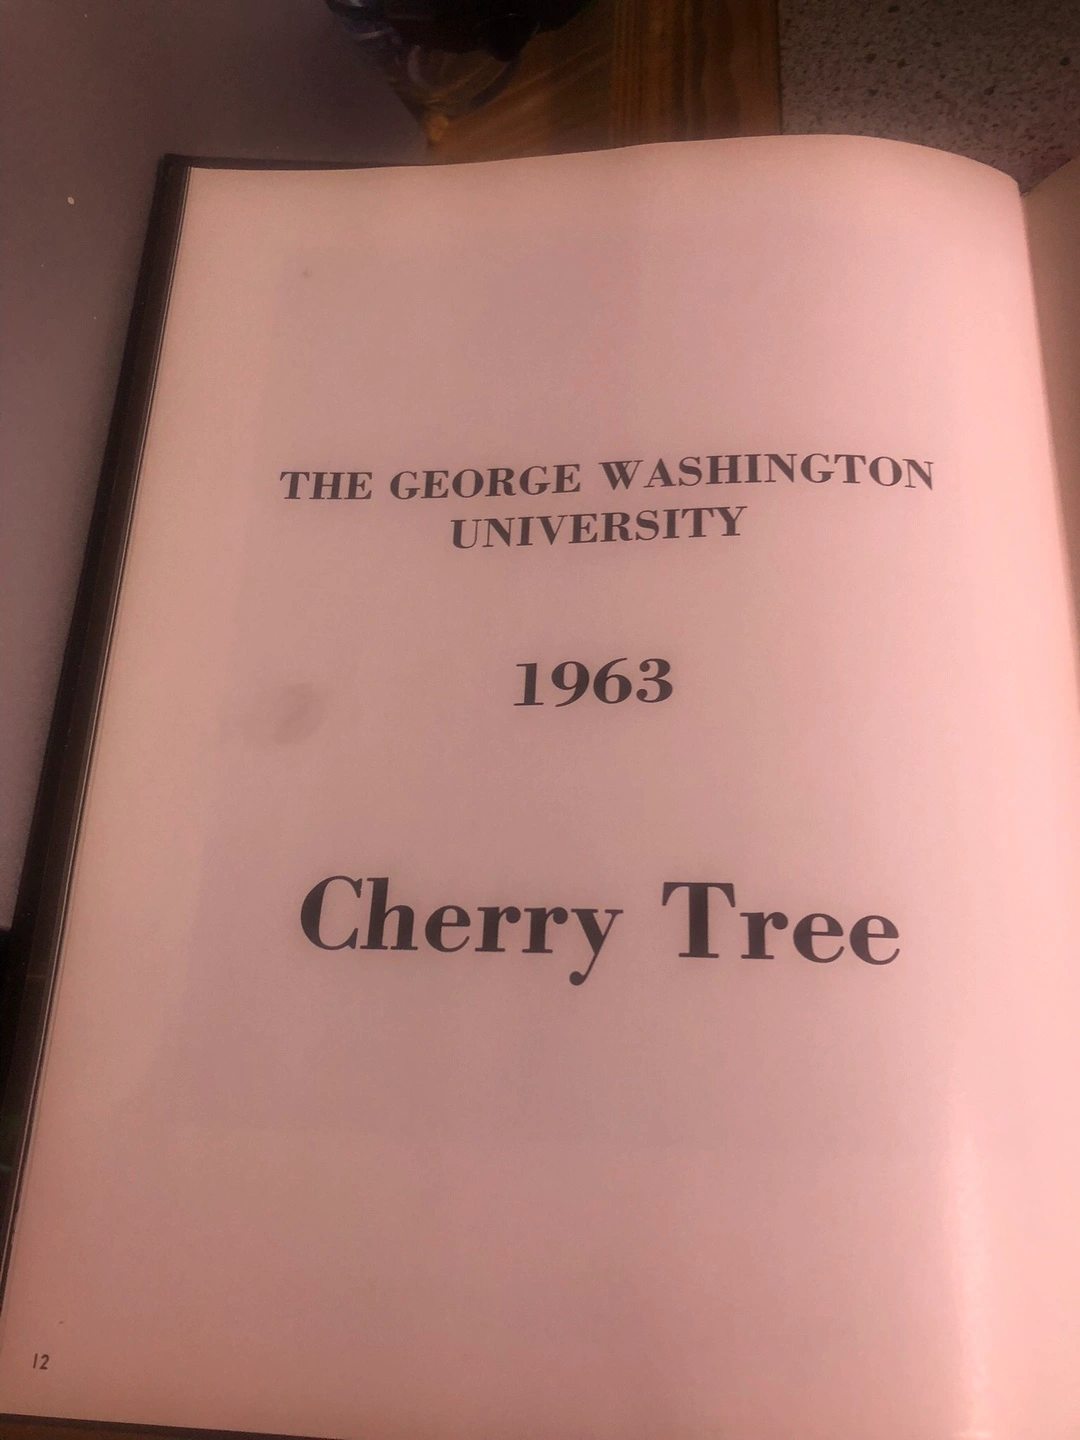 THE GEORGE WASHINGTON
UNIVERSITY
1963
Cherry Tree
12